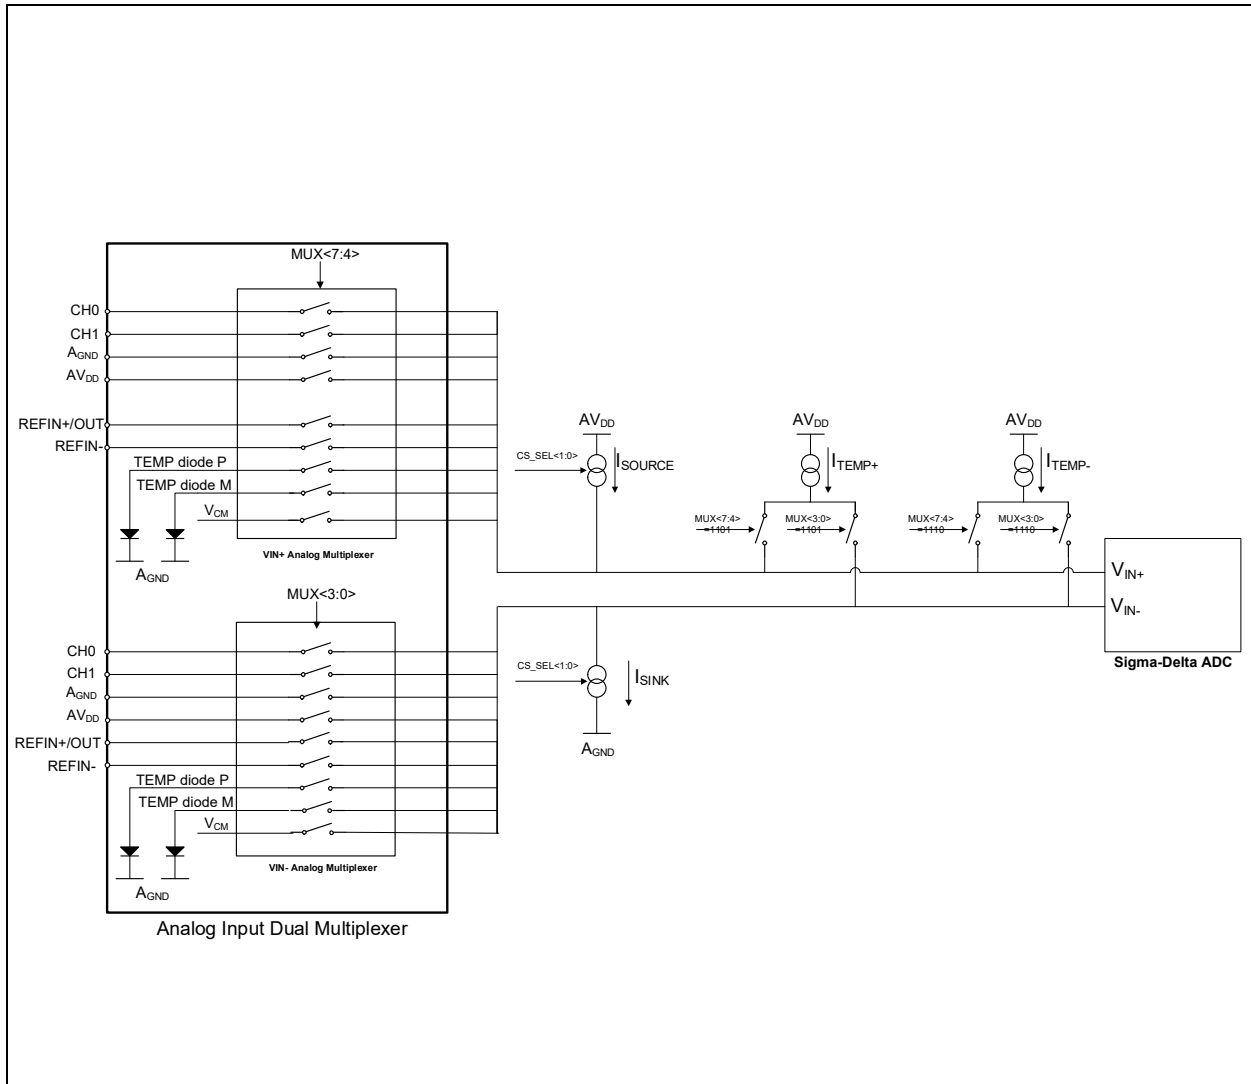 MUX<7:4>
CH0
CH1
AGND
AVDD
REFIN+/OUT
REFIN-
TEMP diode P
TEMP diode M
VCM
AGND
VIN+ Analog Multiplexer
MUX<3:0>
CH0
CH1
AGND
AVDD
REFIN+/OUT
REFIN-
TEMP diode P
TEMP diode M
VCM
AGND
VIN- Analog Multiplexer
Analog Input Dual Multiplexer
AVDD
CS_SEL<1:0>
ISOURCE
CS_SEL<1:0>
ISINK
AGND
AVDD
ITEMP+
MUX<7:4>
=1101
MUX<3:0>
=1101
AVDD
ITEMP-
MUX<7:4>
=1110
MUX<3:0>
=1110
VIN+
VIN-
Sigma-Delta ADC